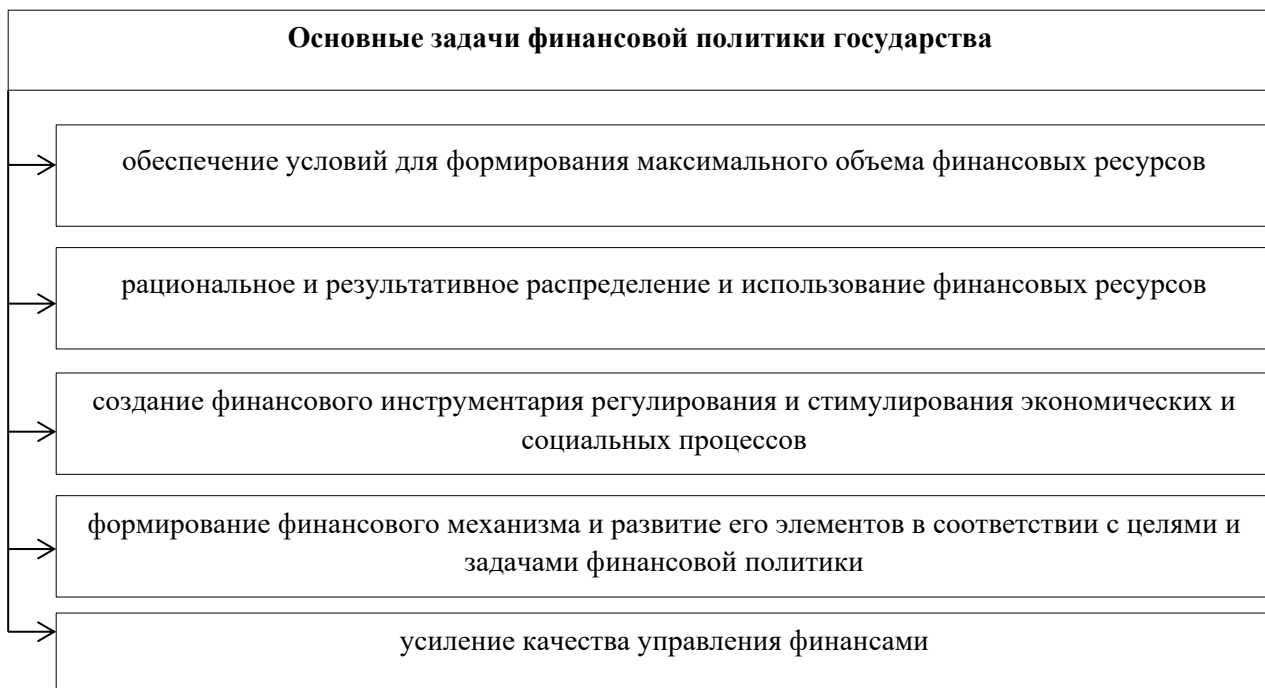 Основные задачи финансовой политики государства
обеспечение условий для формирования максимального объема финансовых ресурсов
рациональное и результативное распределение и использование финансовых ресурсов
создание финансового инструментария регулирования и стимулирования экономических и
социальных процессов
формирование финансового механизма и развитие его элементов в соответствии с целями и
задачами финансовой политики
усиление качества управления финансами